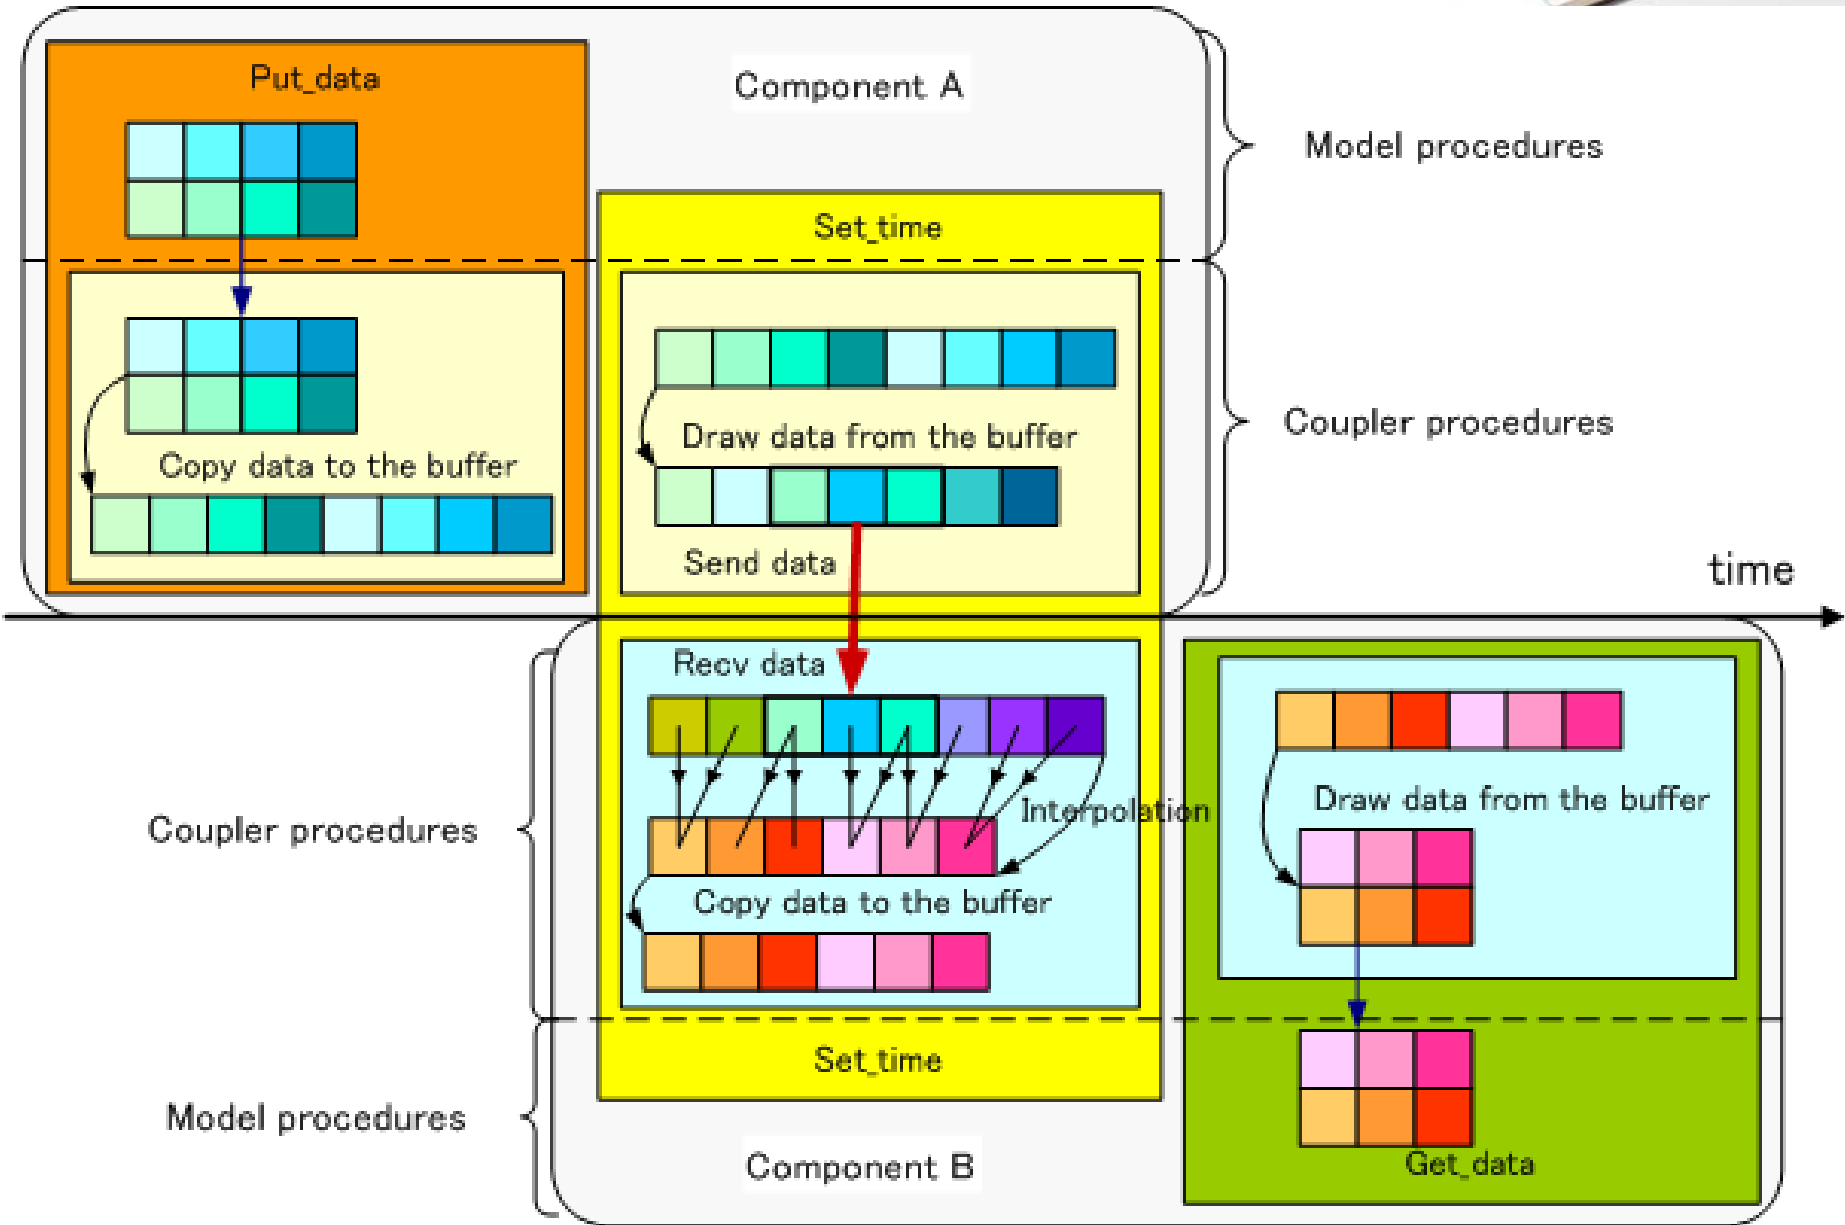 Put_data
Component A
Model procedures
Set_time
Coupler procedures
Draw data from the buffer
Copy data to the buffer
Send data
time
Recv data
Interpolation
Draw data from the buffer
Coupler procedures
Copy data to the buffer
Set_time
Model procedures
Component B
Get_data